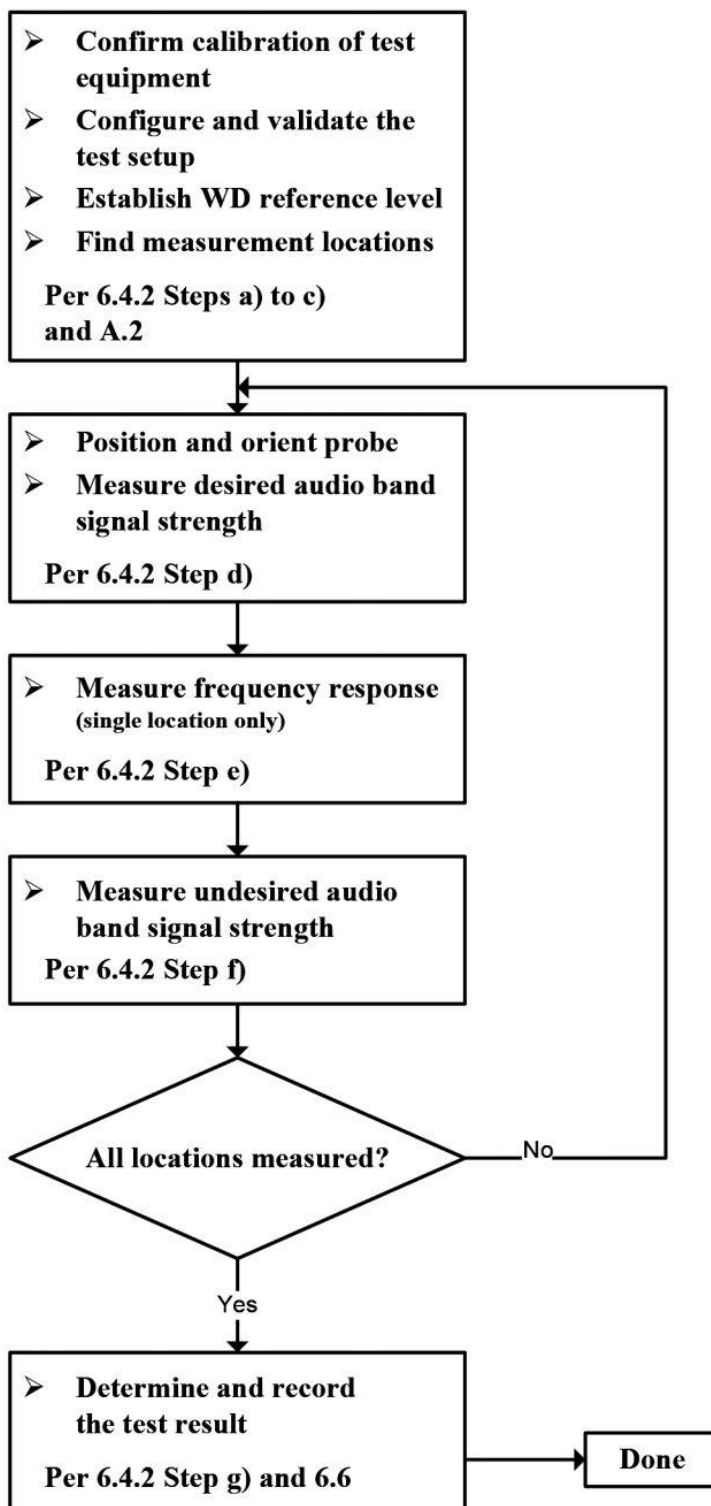 ➢ Confirm calibration of test
equipment
➢ Configure and validate the
test setup
➢ Establish WD reference level
➢ Find measurement locations
Per 6.4.2 Steps a) to c)
and A.2
➢ Position and orient probe
➢ Measure desired audio band
signal strength
Per 6.4.2 Step d)
➢ Measure frequency response
(single location only)
Per 6.4.2 Step e)
➢ Measure undesired audio
band signal strength
Per 6.4.2 Step f)
All locations measured?
No
Yes
➢ Determine and record
the test result
Per 6.4.2 Step g) and 6.6
Done